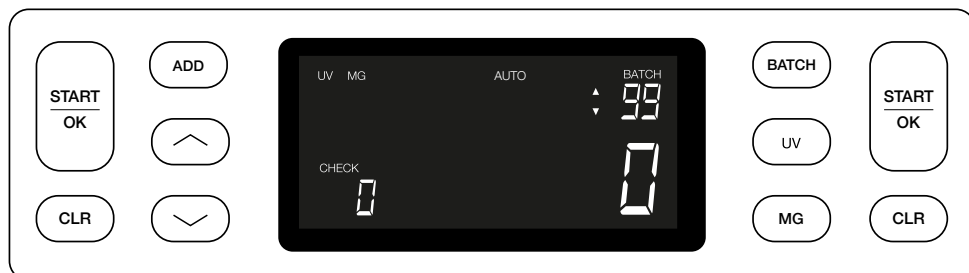 START
OK
ADD
CLR
UV MG AUTO BATCH
99
CHECK
0
0
BATCH
UV
MG
START
OK
CLR